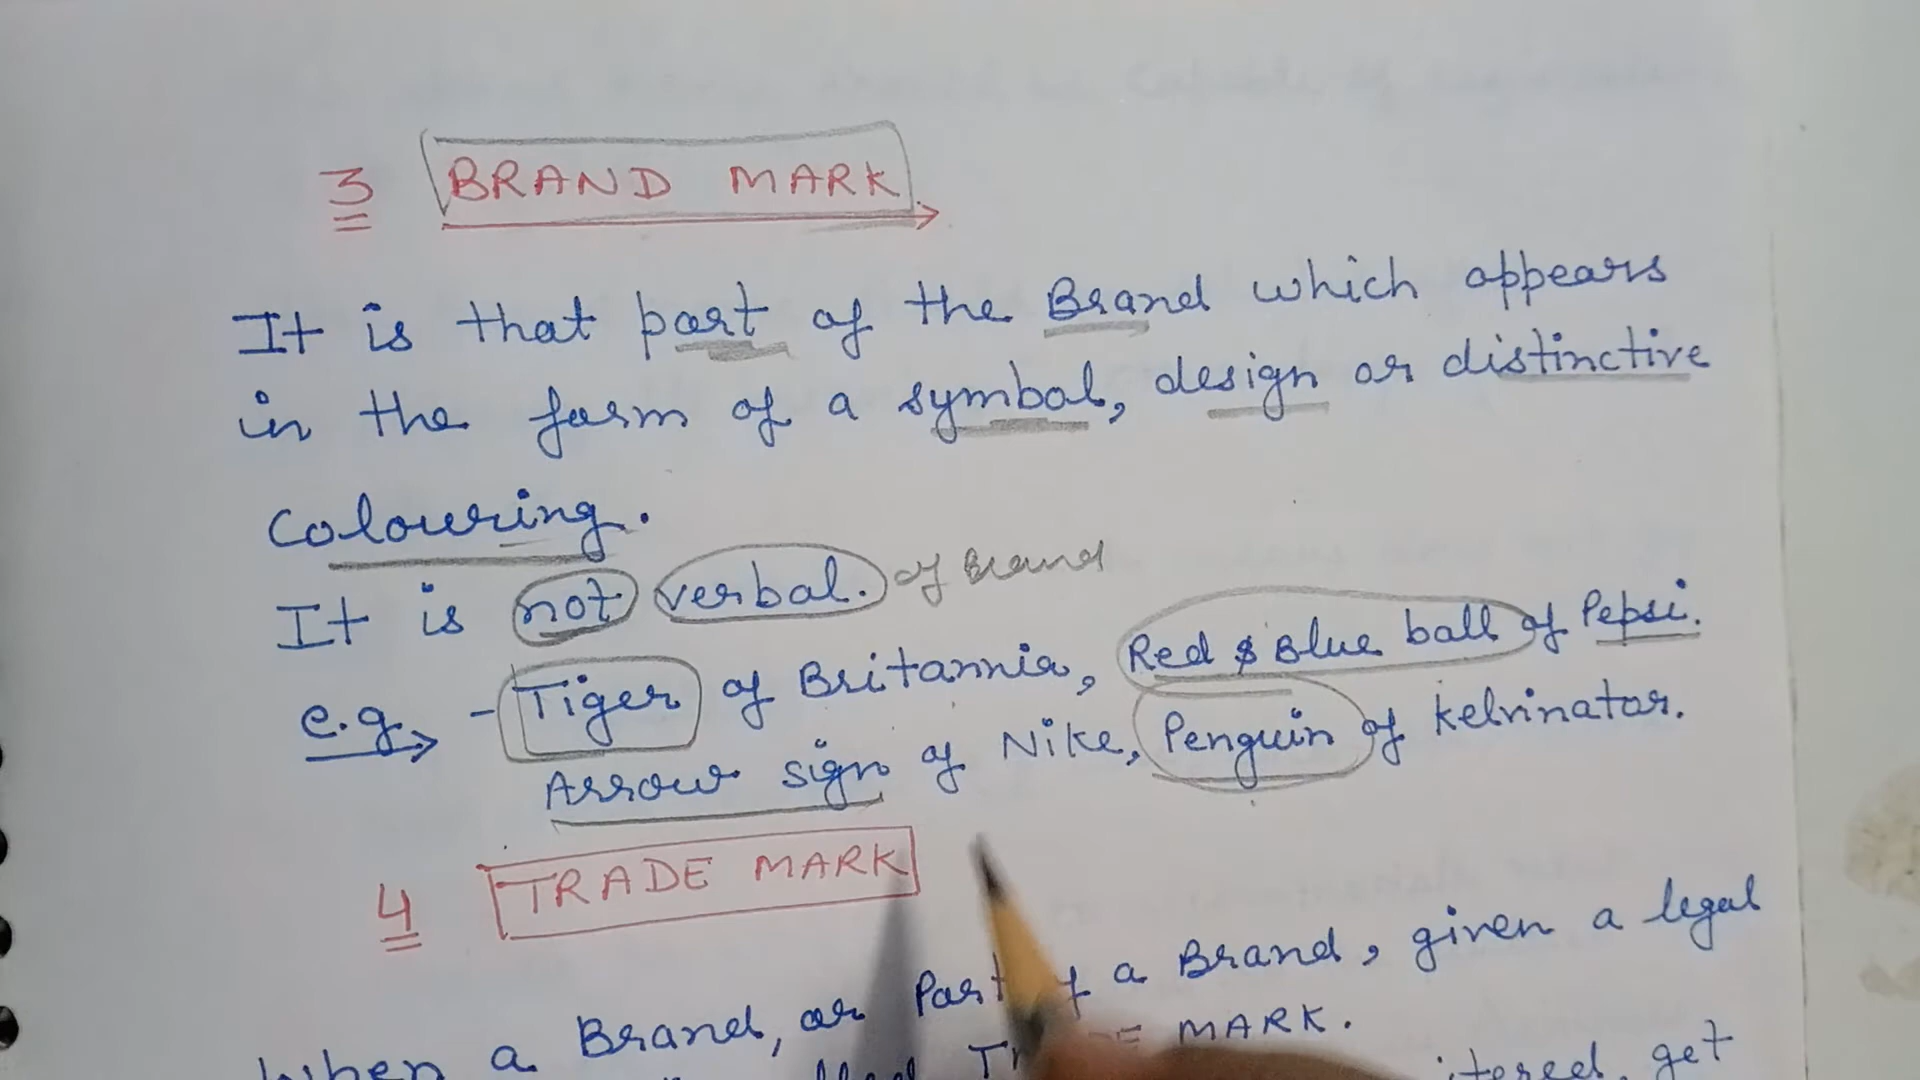 3 BRAND MARK
It is that part of the Brand which appears
in the form of a symbol, design or distinctive
Colouring.
It is not verbal. of Brand
e.g. - Tiger of Britannia, Red & Blue ball of Pepsi.
Arrow sign of Nike, Penguin of Kelvinator.
4 TRADE MARK
When a Brand, or Part of a Brand, given a legal
MARK.
get